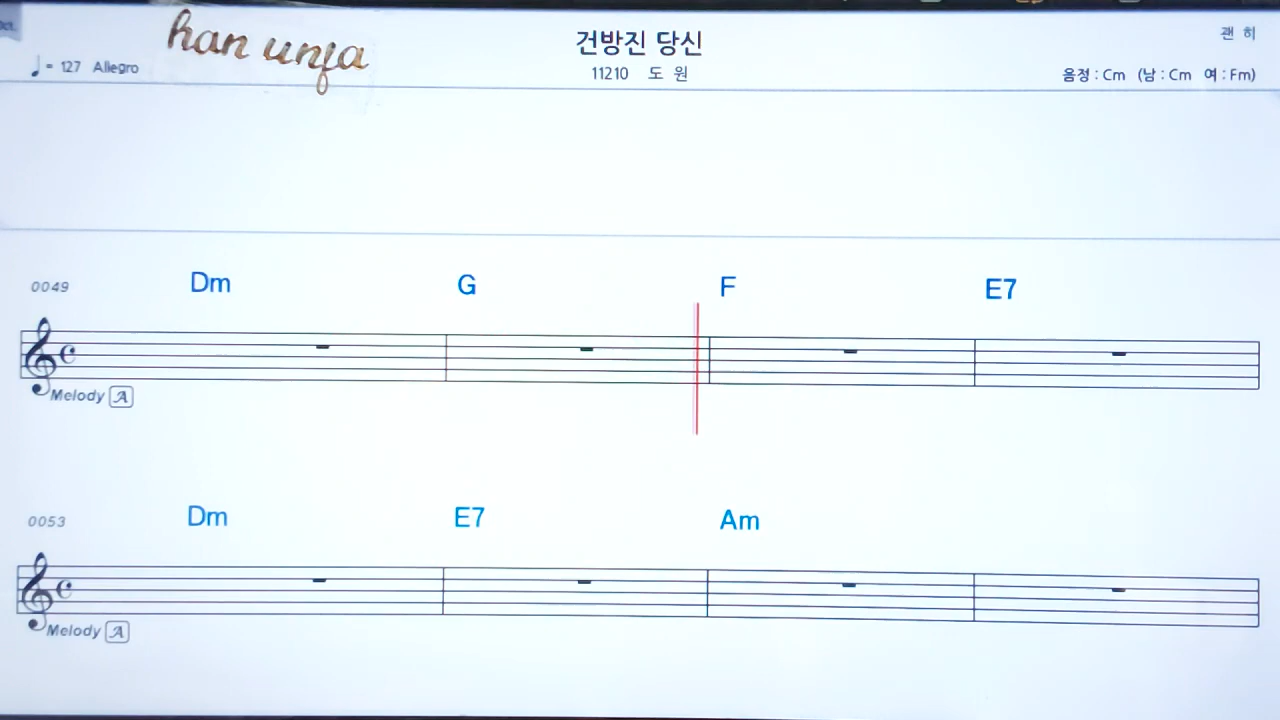 han unja
건방진 당신
괜 히
♩ = 127 Allegro
11210 도 원
음정 : Cm (남 : Cm 여 : Fm)
0049 Dm G F E7
Melody A
0053 Dm E7 Am
Melody A